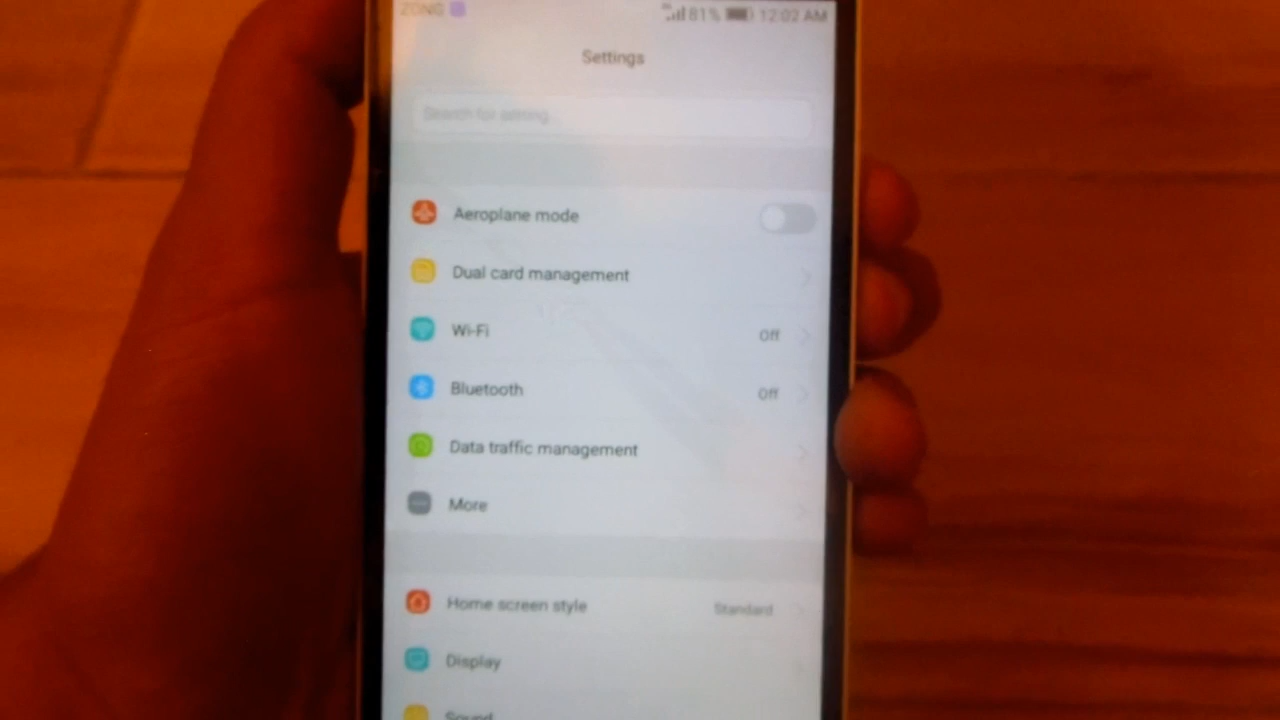 ZONG 81% 12:02 AM
Settings
Search for setting...
Aeroplane mode
Dual card management
Wi-Fi Off
Bluetooth Off
Data traffic management
More
Home screen style Standard
Display
Sound